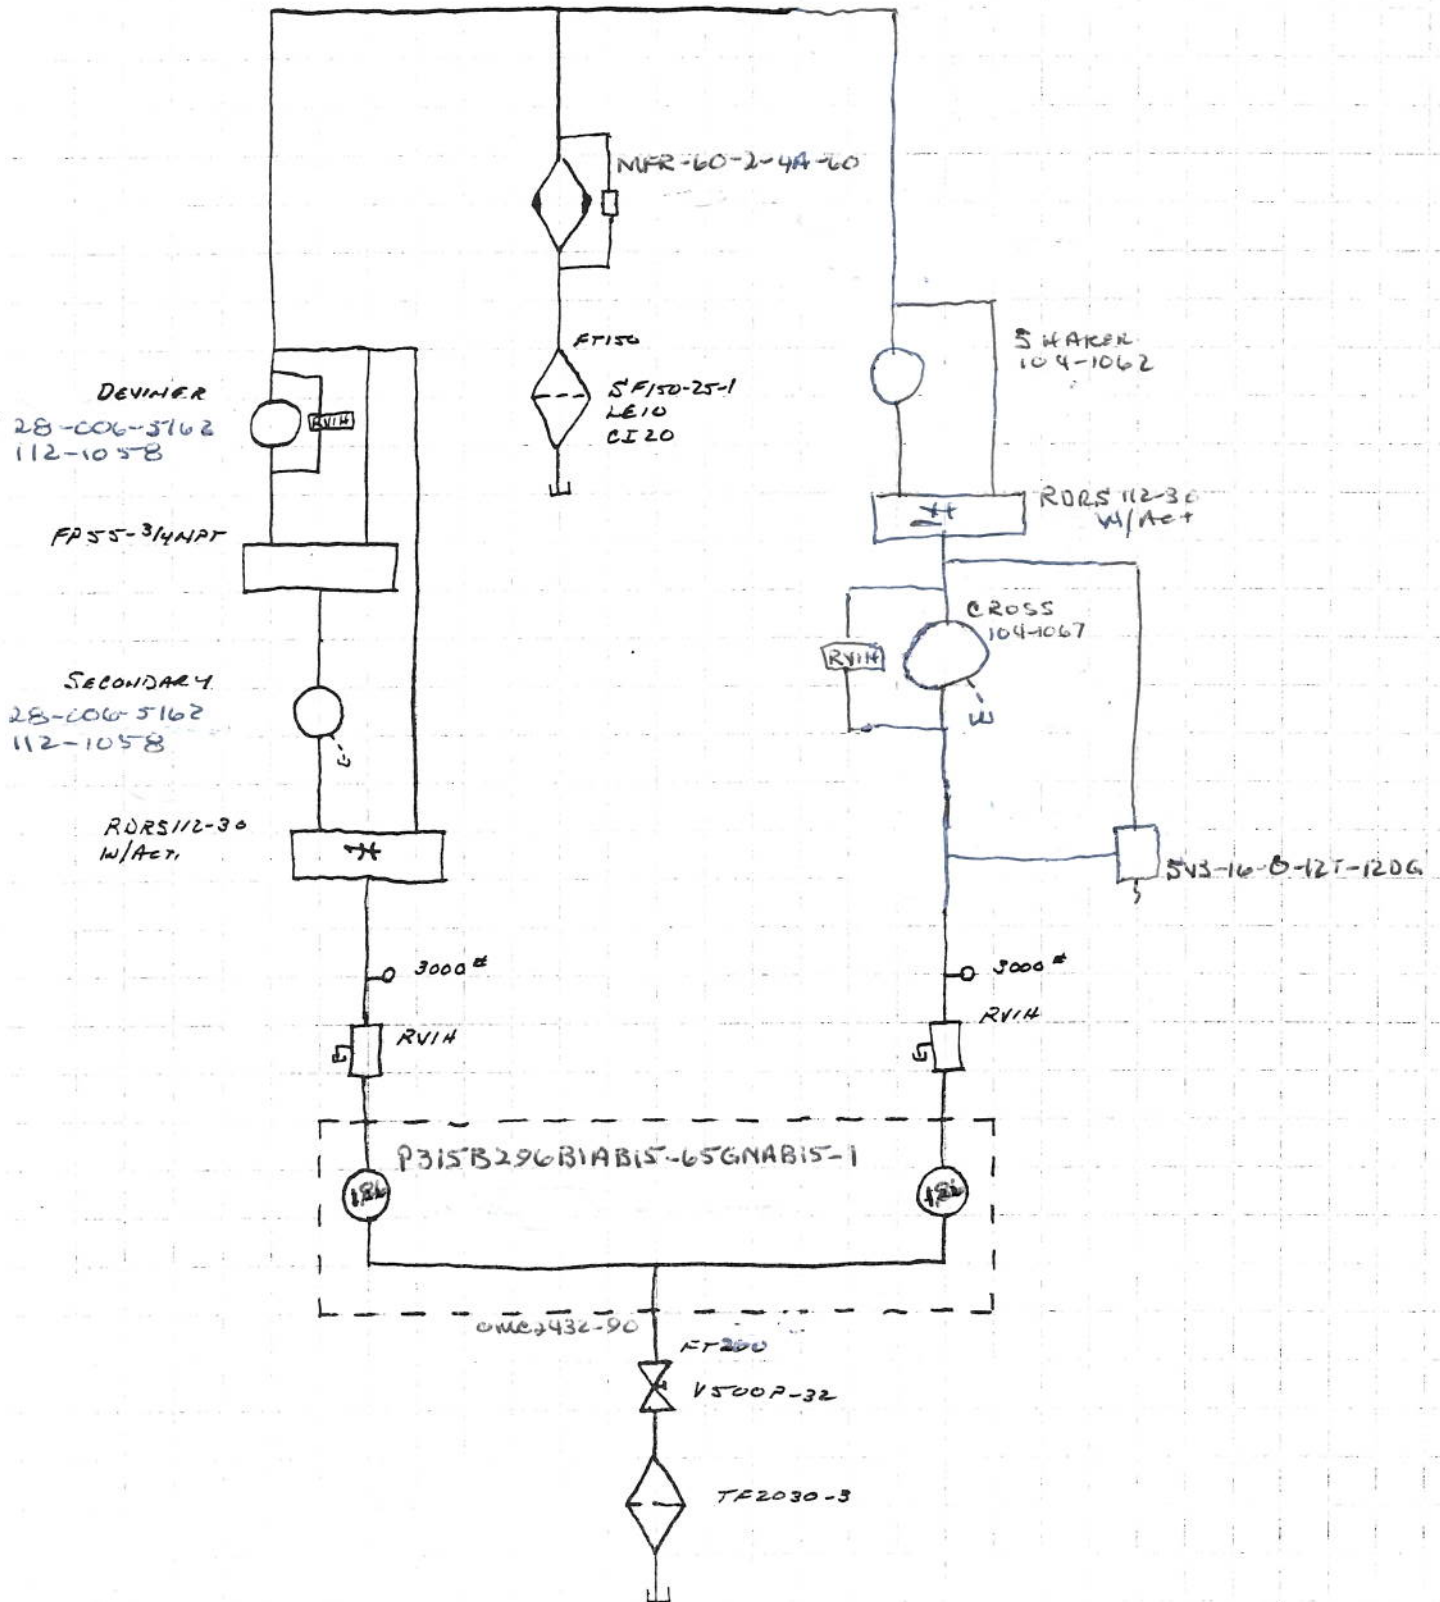 MFR-60-2-4A-60
FT150
SF150-25-1
LE10
CI20
SHAKER
104-1062
DEVINER
28-006-5162
112-1058
RVIH
RDRS 112-30
W/ACT
FP55-3/4NPT
CROSS
104-1067
RVIH
SECONDARY
28-006-5162
112-1058
RDRS112-30
W/ACT.
SV3-16-0-12T-12DG
3000#
3000#
RVIH
RVIH
P315B296B1AB15-65GNAB15-1
OMC2432-90
FT200
V500P-32
TF2030-3